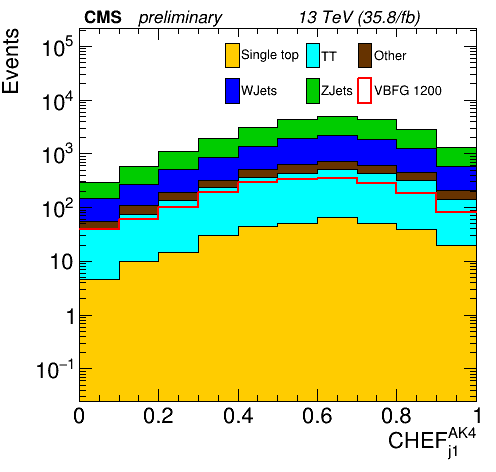 CMS preliminary 13 TeV (35.8/fb)
Events
Single top TT Other
WJets ZJets VBFG 1200
10^5
10^4
10^3
10^2
10
1
10^−1
0 0.2 0.4 0.6 0.8 1
CHEF_j1^AK4